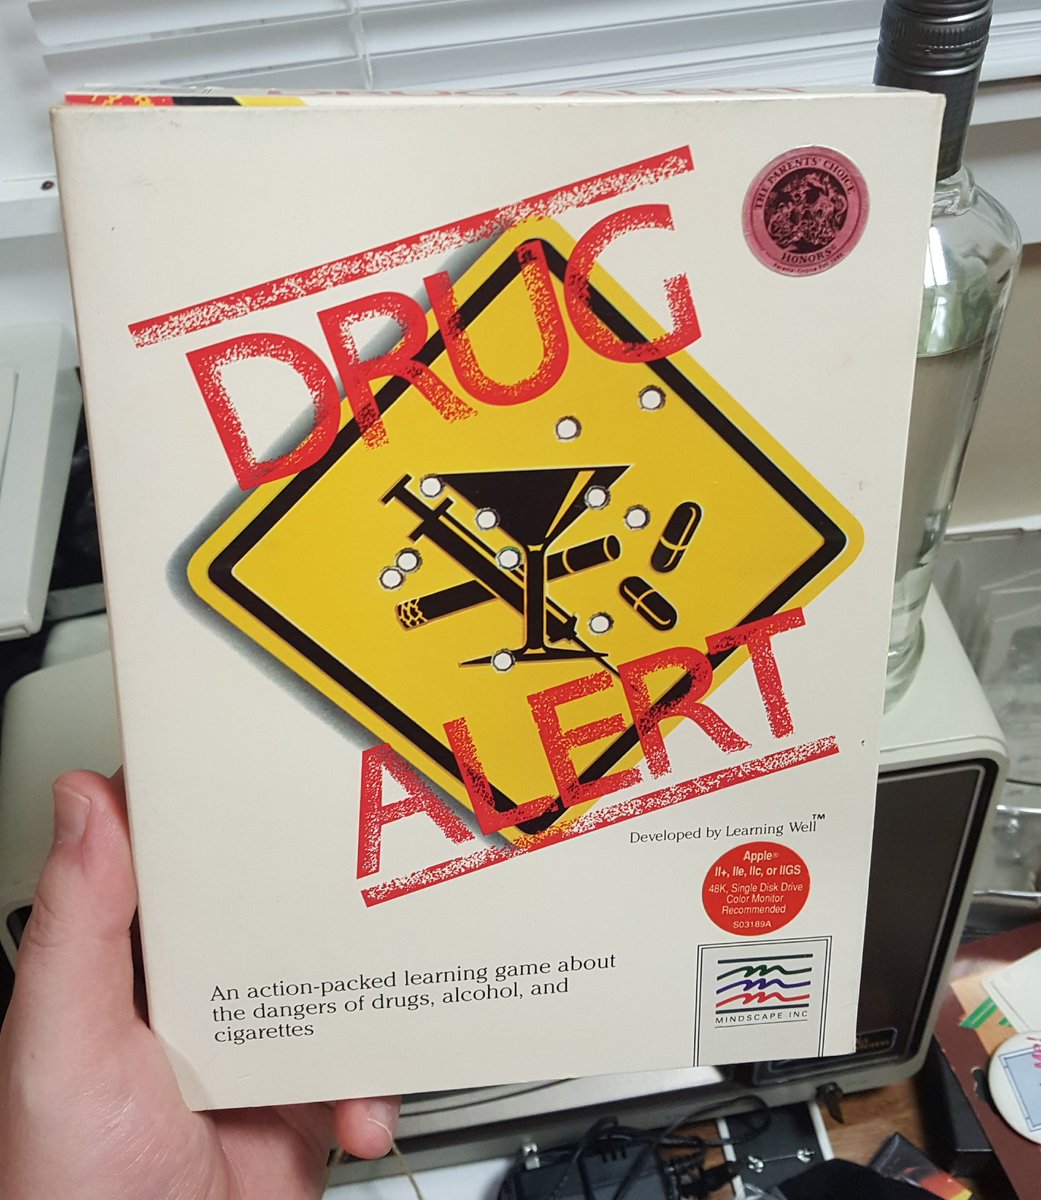 DRUG ALERT
THE PARENTS' CHOICE
HONORS
DRUG
ALERT
Developed by Learning Well™
Apple®
II+, IIe, IIc, or IIGS
48K, Single Disk Drive
Color Monitor
Recommended
S03189A
An action-packed learning game about
the dangers of drugs, alcohol, and
cigarettes
MINDSCAPE INC